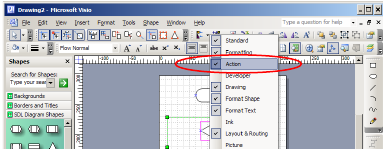 Drawing2 - Microsoft Visio
File Edit View Insert Format Tools Shape Window Help
Type a question for help
Flow Normal
Standard
Formatting
Action
Developer
Drawing
Format Shape
Format Text
Ink
Layout & Routing
Picture
Shapes
Search for Shapes:
Type your sear
Backgrounds
Borders and Titles
SDL Diagram Shapes